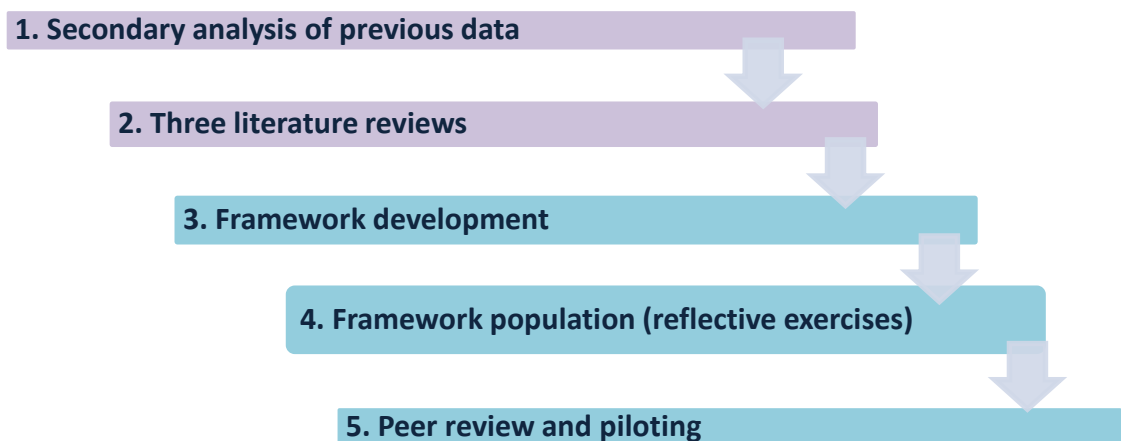 1. Secondary analysis of previous data
2. Three literature reviews
3. Framework development
4. Framework population (reflective exercises)
5. Peer review and piloting